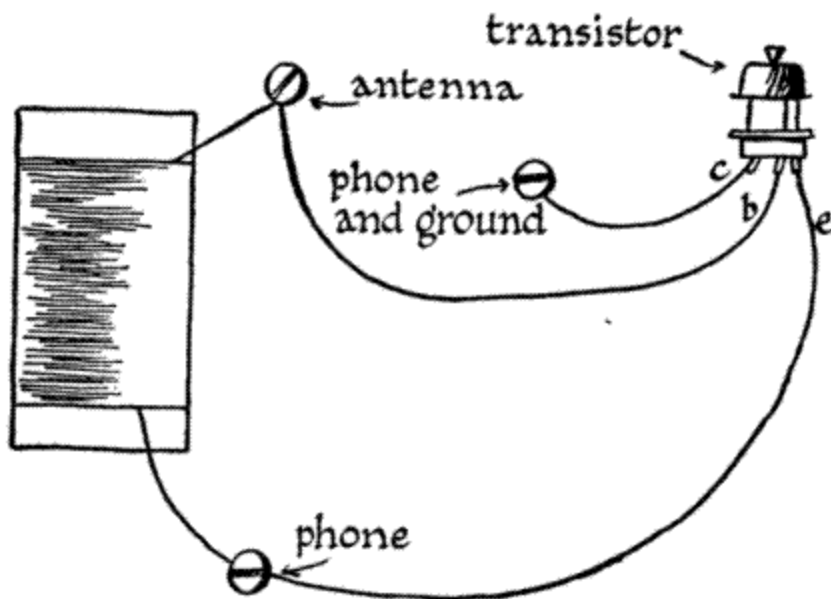 transistor
antenna
phone
and ground
c
b
e
phone